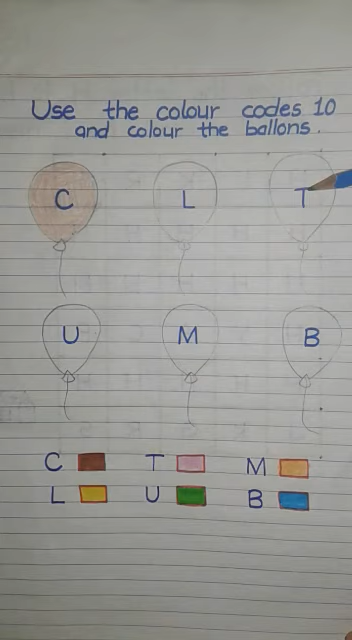 Use the colour codes 10
and colour the ballons.
C L T
U M B
C T M
L U B